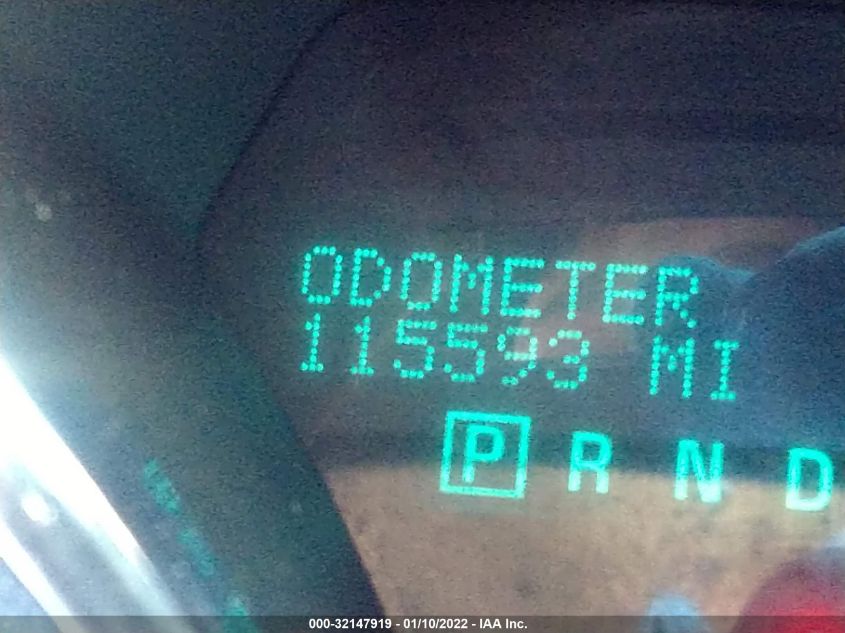 ODOMETER
115593 MI
P R N D
000-32147919 - 01/10/2022 - IAA Inc.